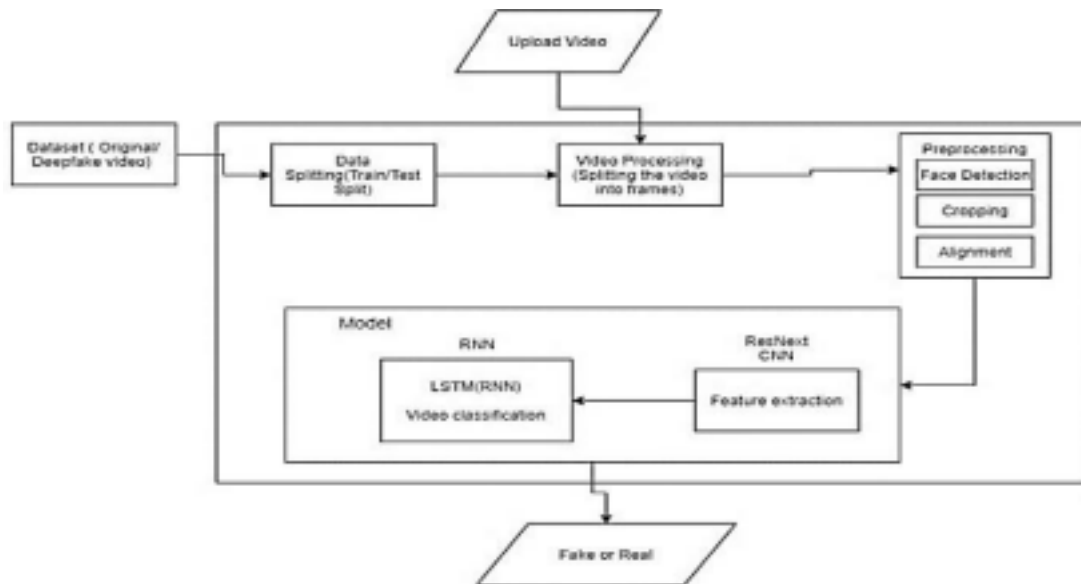 Upload Video
Dataset ( Original/
Deepfake video)
Data
Splitting(Train/Test
Split)
Video Processing
(Splitting the video
into frames)
Preprocessing
Face Detection
Cropping
Alignment
Model
RNN
LSTM(RNN)
Video classification
ResNext
CNN
Feature extraction
Fake or Real